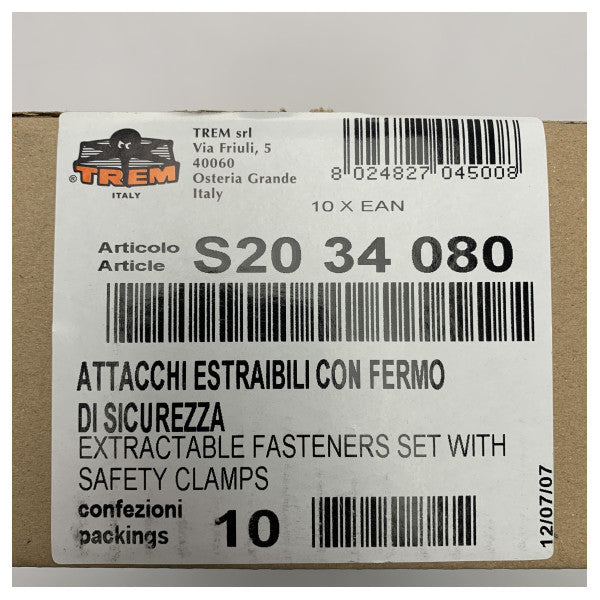 ® TREM
ITALY
TREM srl
Via Friuli, 5
40060
Osteria Grande
Italy
8 024827 045008
10 X EAN
Articolo
Article
S20 34 080
ATTACCHI ESTRAIBILI CON FERMO
DI SICUREZZA
EXTRACTABLE FASTENERS SET WITH
SAFETY CLAMPS
confezioni
packings
10
12/07/07